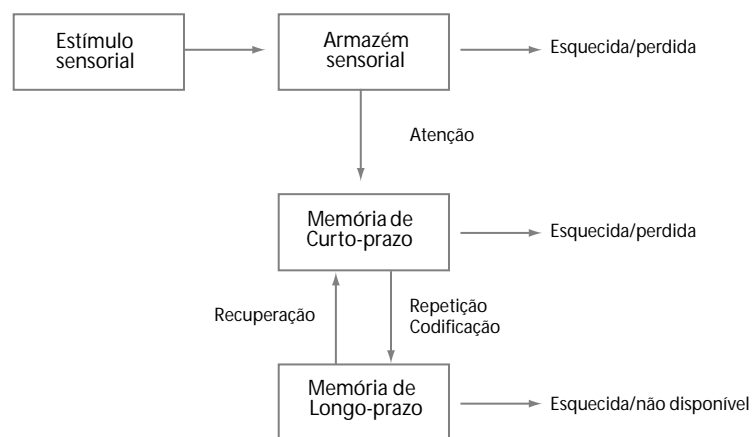 Estímulo
sensorial
Armazém
sensorial
Esquecida/perdida
Atenção
Memória de
Curto-prazo
Esquecida/perdida
Recuperação
Repetição
Codificação
Memória de
Longo-prazo
Esquecida/não disponível